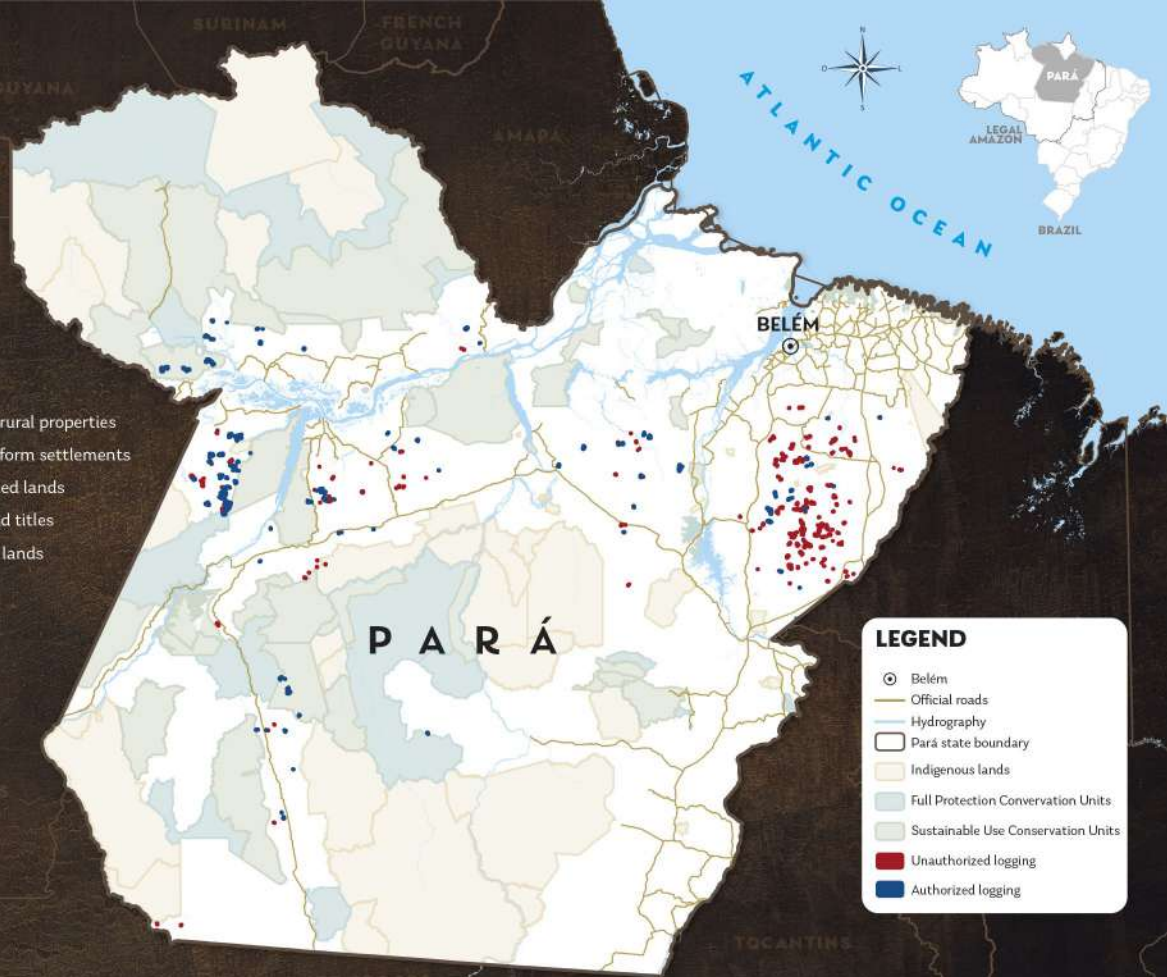 SURINAM
FRENCH
GUYANA
GUYANA
AMAPÁ
N
O
L
S
ATLANTIC OCEAN
PARÁ
LEGAL
AMAZON
BRAZIL
BELÉM
rural properties
form settlements
ed lands
d titles
lands
PARÁ
LEGEND
Belém
Official roads
Hydrography
Pará state boundary
Indigenous lands
Full Protection Convervation Units
Sustainable Use Conservation Units
Unauthorized logging
Authorized logging
TOCANTINS